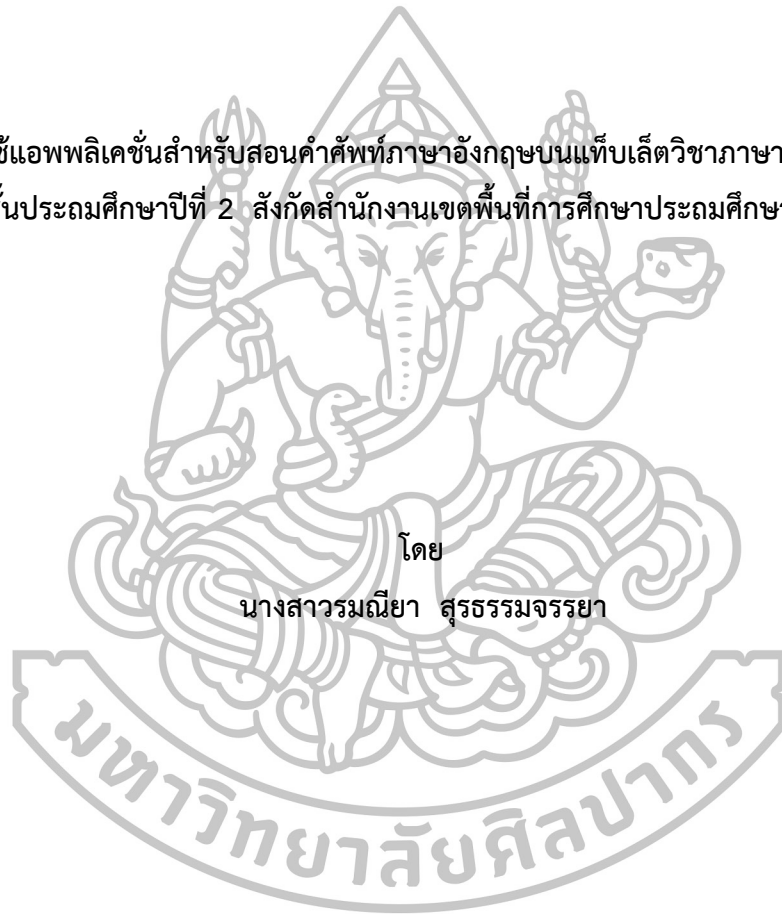 ช้แอพพลิเคชั่นสำหรับสอนคำศัพท์ภาษาอังกฤษบนแท็บเล็ตวิชาภาษา
ั้นประถมศึกษาปีที่ 2 สังกัดสำนักงานเขตพื้นที่การศึกษาประถมศึกษา
โดย
นางสาวรมณียา สุรธรรมจรรยา
มหาวิทยาลัยศิลปากร